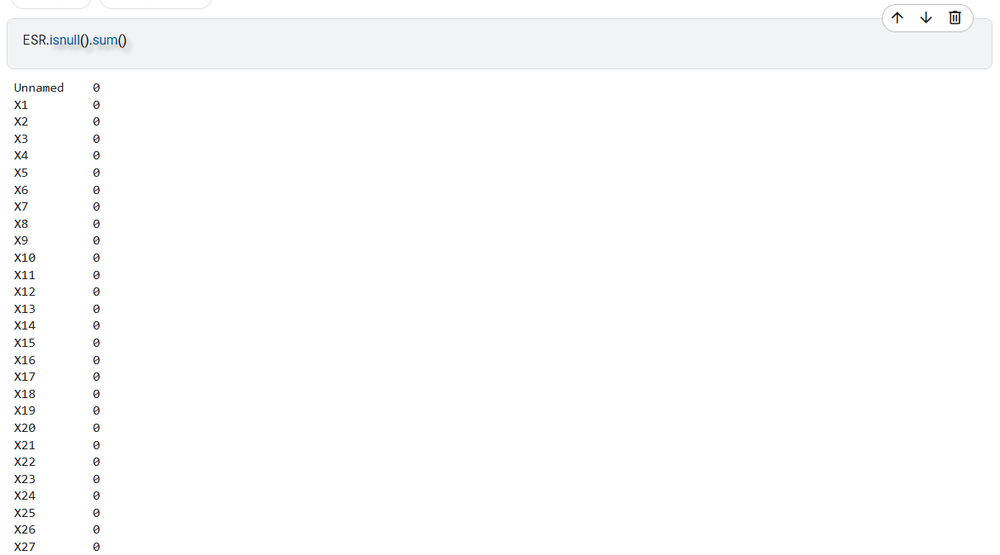 ESR.isnull().sum()
Unnamed 0
X1 0
X2 0
X3 0
X4 0
X5 0
X6 0
X7 0
X8 0
X9 0
X10 0
X11 0
X12 0
X13 0
X14 0
X15 0
X16 0
X17 0
X18 0
X19 0
X20 0
X21 0
X22 0
X23 0
X24 0
X25 0
X26 0
X27 0